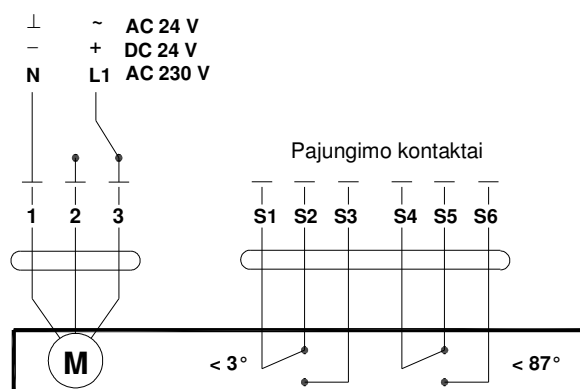 ⊥ ~ AC 24 V
− + DC 24 V
N L1 AC 230 V
Pajungimo kontaktai
1 2 3 S1 S2 S3 S4 S5 S6
M < 3° < 87°